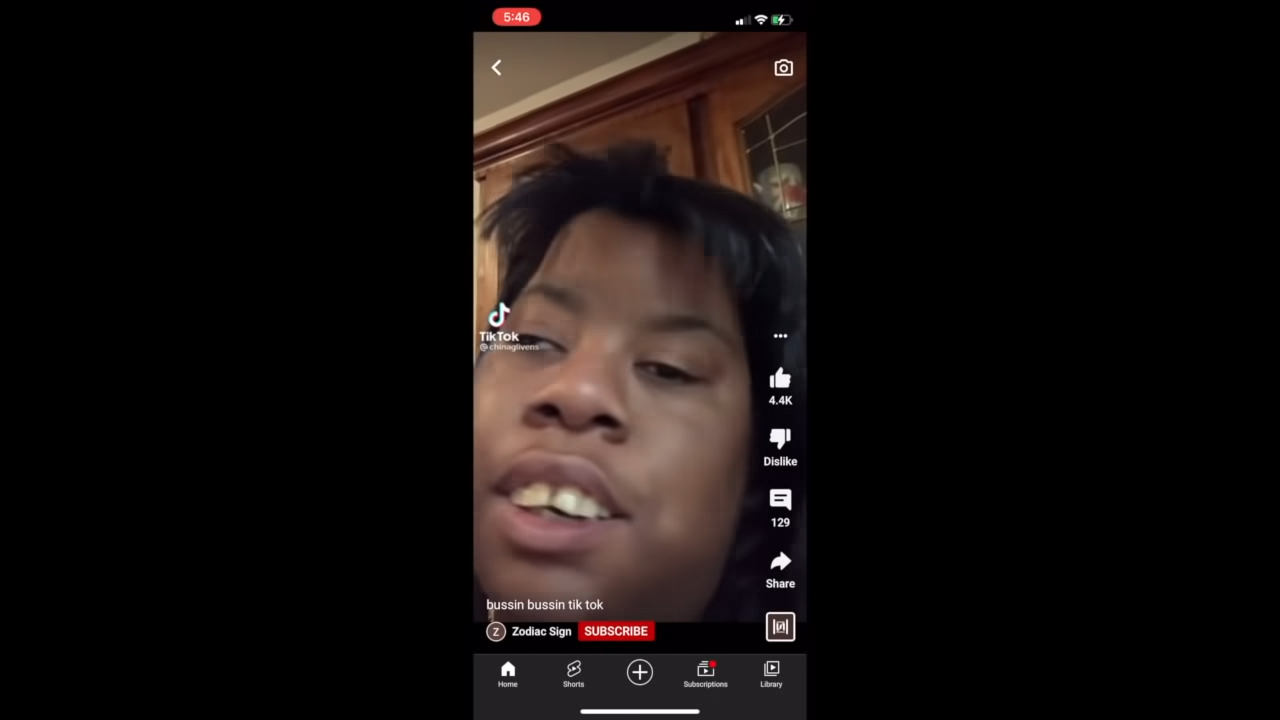 5:46
TikTok
@chinaglivens
4.4K
Dislike
129
Share
bussin bussin tik tok
Z
Zodiac Sign
SUBSCRIBE
Home
Shorts
Subscriptions
Library